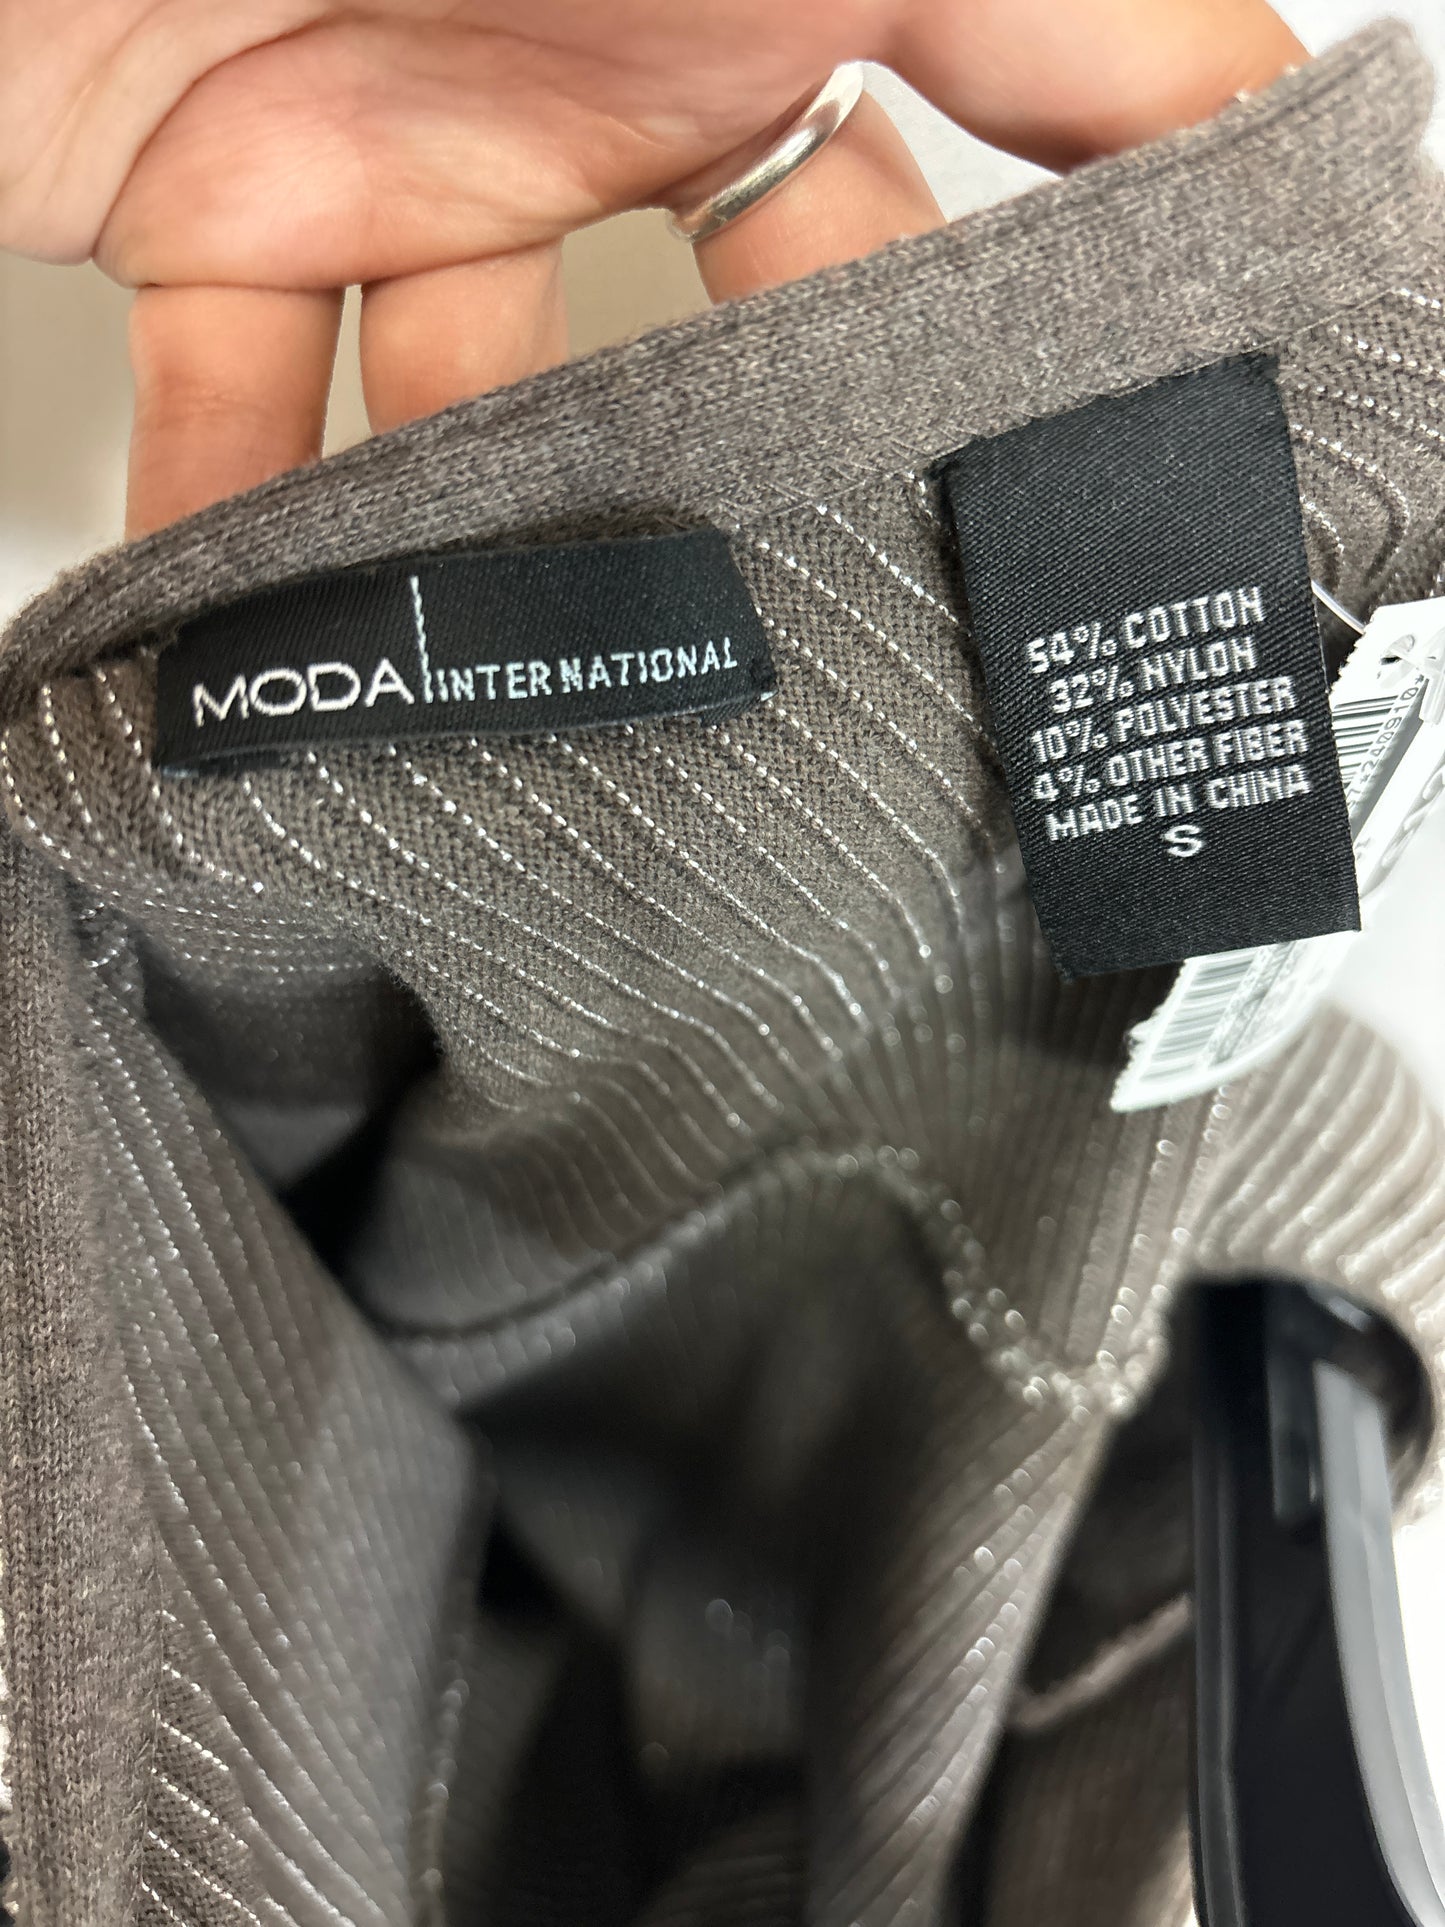 MODA INTERNATIONAL
54% COTTON
32% NYLON
10% POLYESTER
4% OTHER FIBER
MADE IN CHINA
S